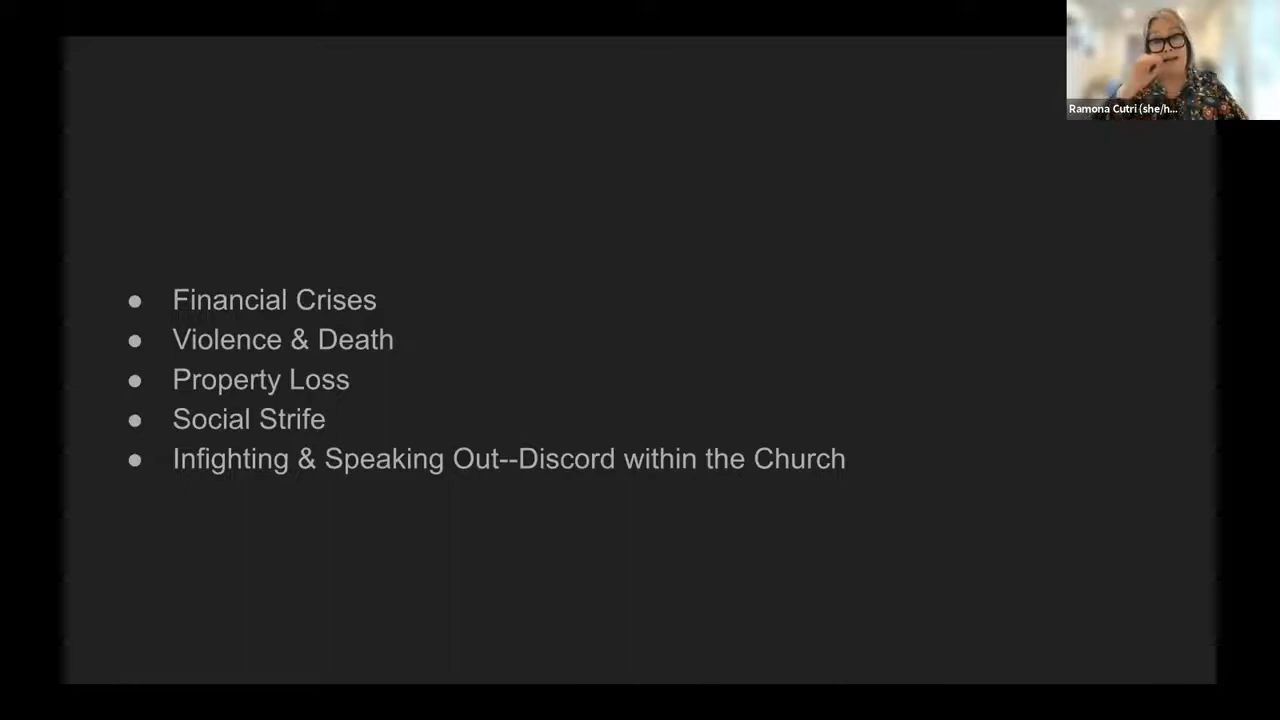 Ramona Cutri (she/h...
● Financial Crises
● Violence & Death
● Property Loss
● Social Strife
● Infighting & Speaking Out--Discord within the Church